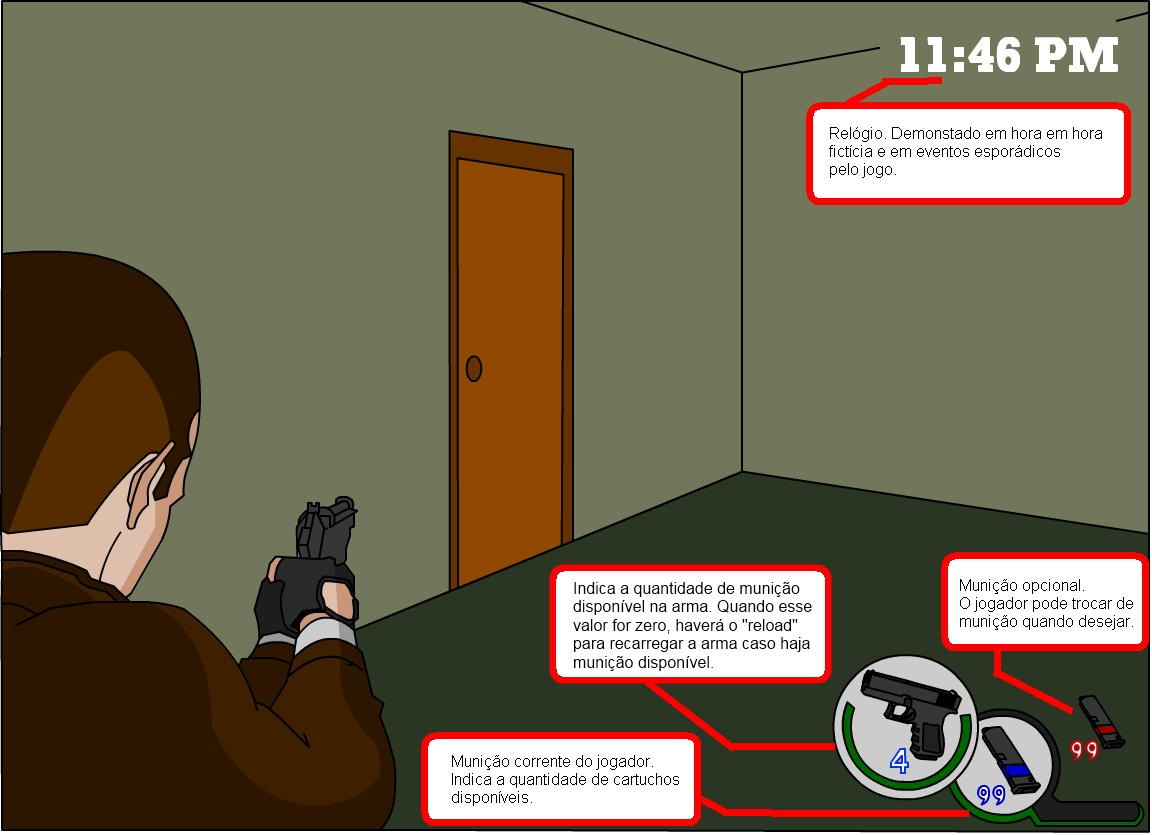 11:46 PM
Relógio. Demonstado em hora em hora
fictícia e em eventos esporádicos
pelo jogo.
Indica a quantidade de munição
disponível na arma. Quando esse
valor for zero, haverá o "reload"
para recarregar a arma caso haja
munição disponível.
Munição opcional.
O jogador pode trocar de
munição quando desejar.
Munição corrente do jogador.
Indica a quantidade de cartuchos
disponíveis.
4
99
99